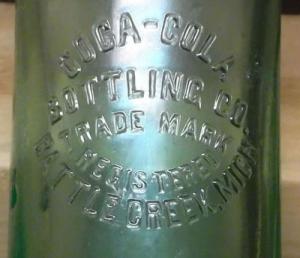 COCA-COLA
BOTTLING CO.
TRADE MARK
REGISTERED
BATTLE CREEK, MICH.